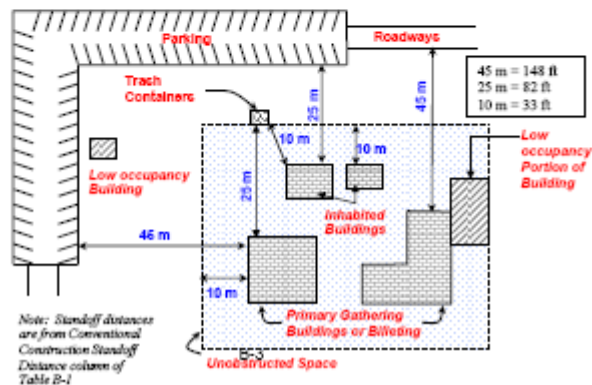 Parking
Roadways
45 m = 148 ft
25 m = 82 ft
10 m = 33 ft
Trash
Containers
25 m
45 m
10 m
10 m
Low
occupancy
Portion of
Building
Low occupancy
Building
25 m
Inhabited
Buildings
45 m
10 m
Primary Gathering
Buildings or Billeting
Note: Standoff distances
are from Conventional
Construction Standoff
Distance column of
Table B-1
B-3
Unobstructed Space